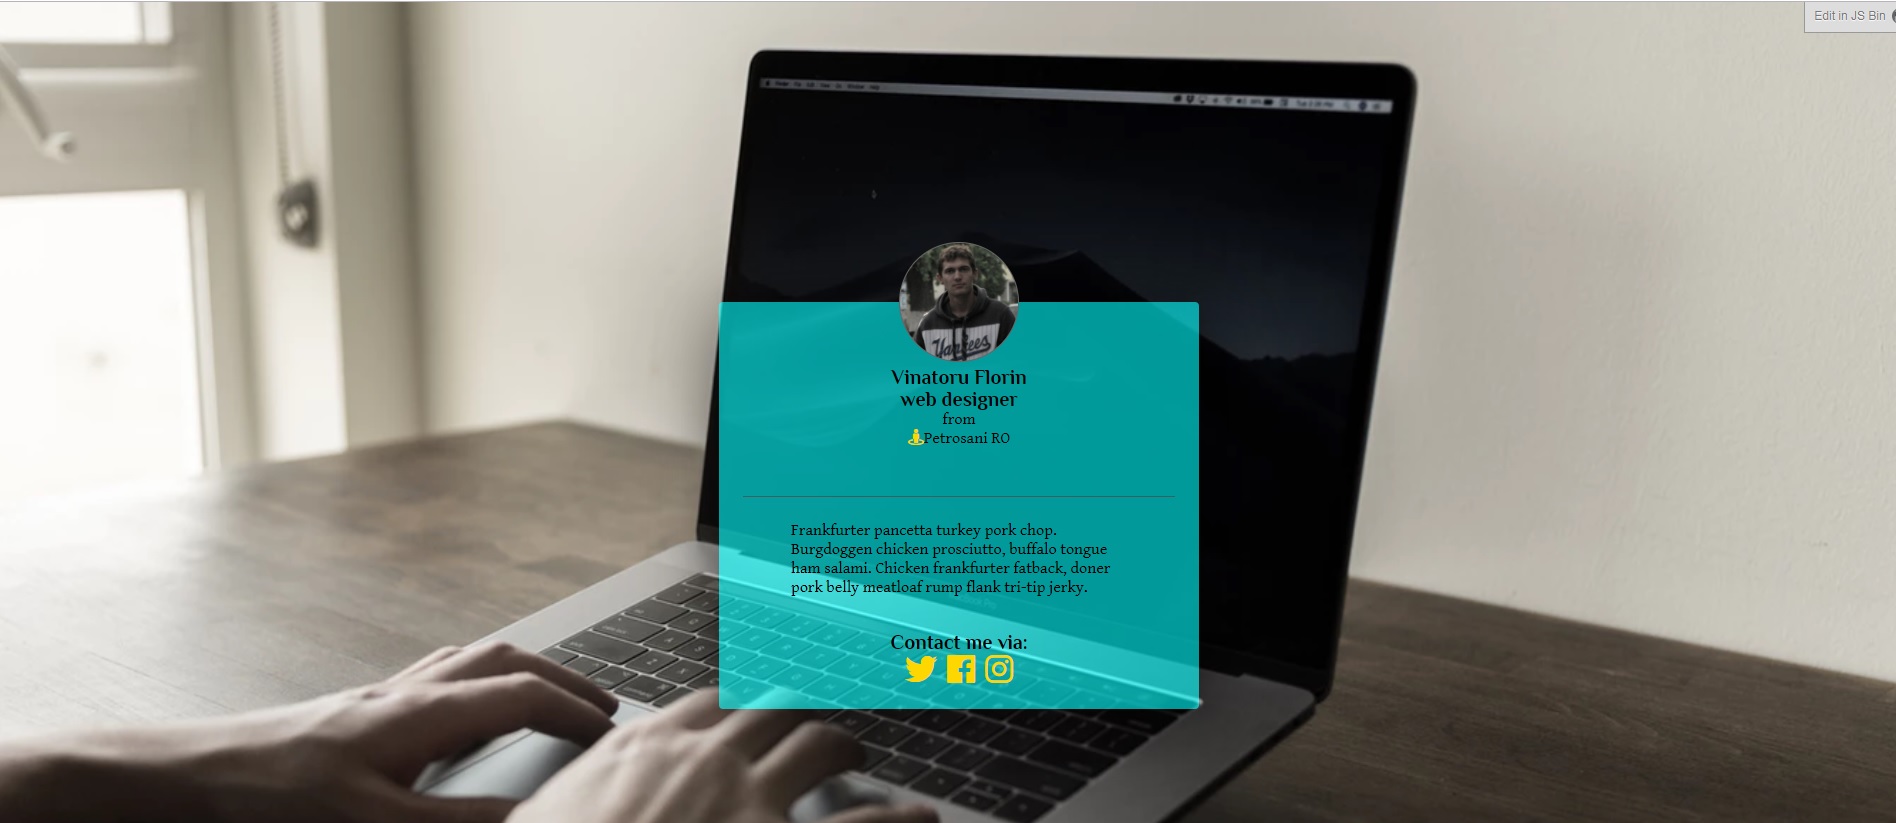 Edit in JS Bin
Yankees
Vinatoru Florin
web designer
from
Petrosani RO
Frankfurter pancetta turkey pork chop.
Burgdoggen chicken prosciutto, buffalo tongue
ham salami. Chicken frankfurter fatback, doner
pork belly meatloaf rump flank tri-tip jerky.
Contact me via: